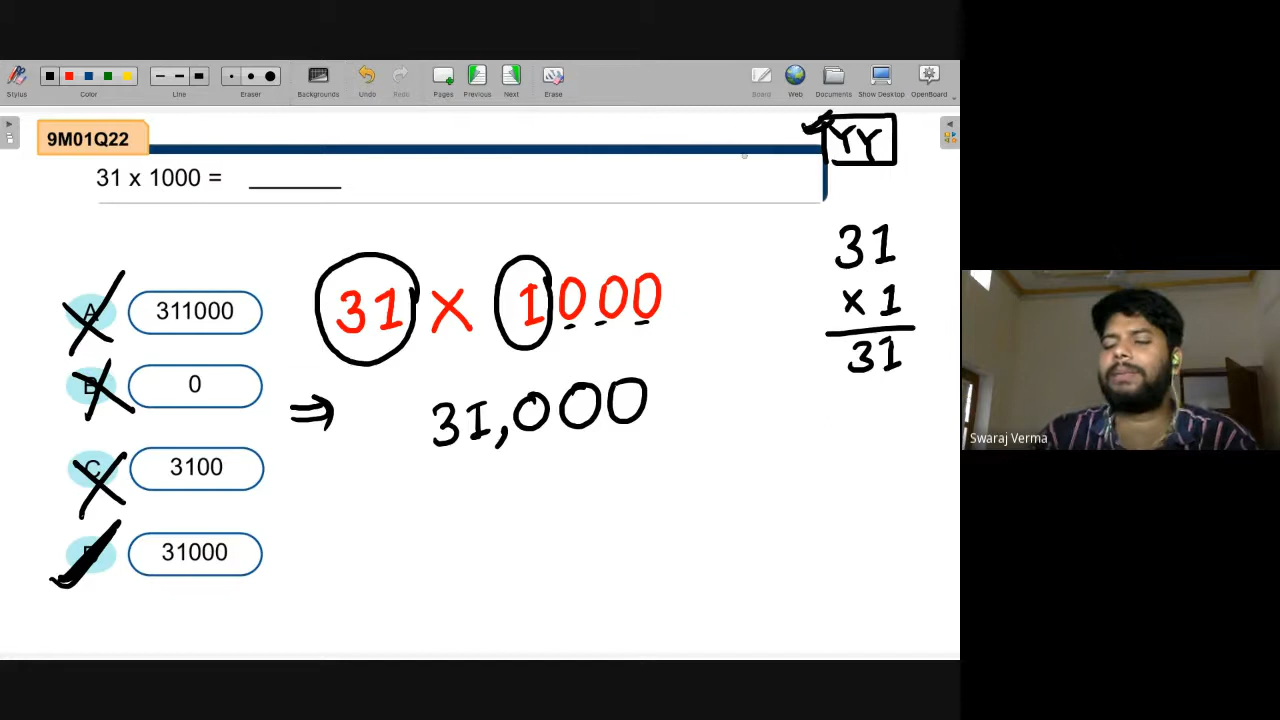 Stylus Color Line Eraser Backgrounds Undo Redo Pages Previous Next Erase Board Web Documents Show Desktop OpenBoard
9M01Q22
YY
31 x 1000 = ________
31
x 1
31
31 X 1000
⇒ 31,000
A 311000
B 0
C 3100
D 31000
Swaraj Verma